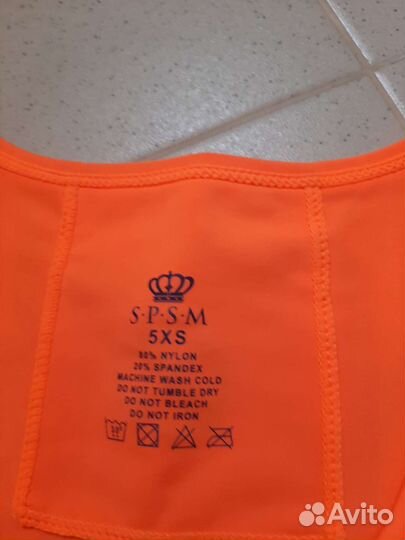 S·P·S·M
5XS
80% NYLON
20% SPANDEX
MACHINE WASH COLD
DO NOT TUMBLE DRY
DO NOT BLEACH
DO NOT IRON
Avito